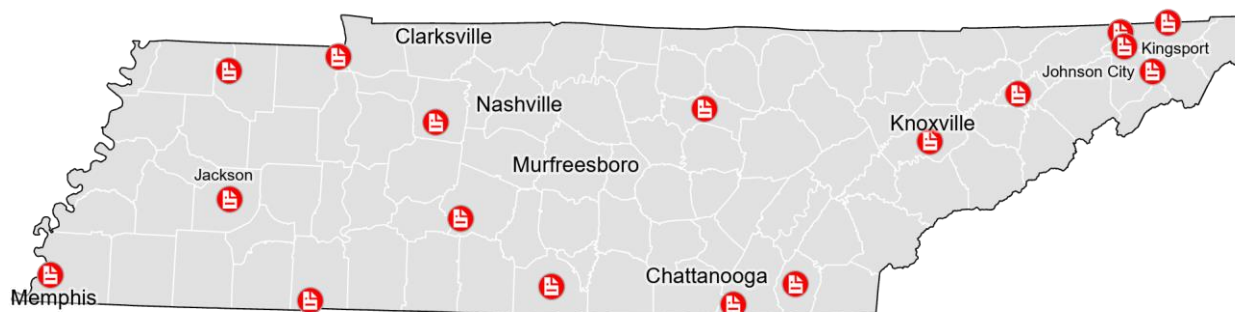 Clarksville
Kingsport
Johnson City
Nashville
Knoxville
Murfreesboro
Jackson
Chattanooga
Memphis